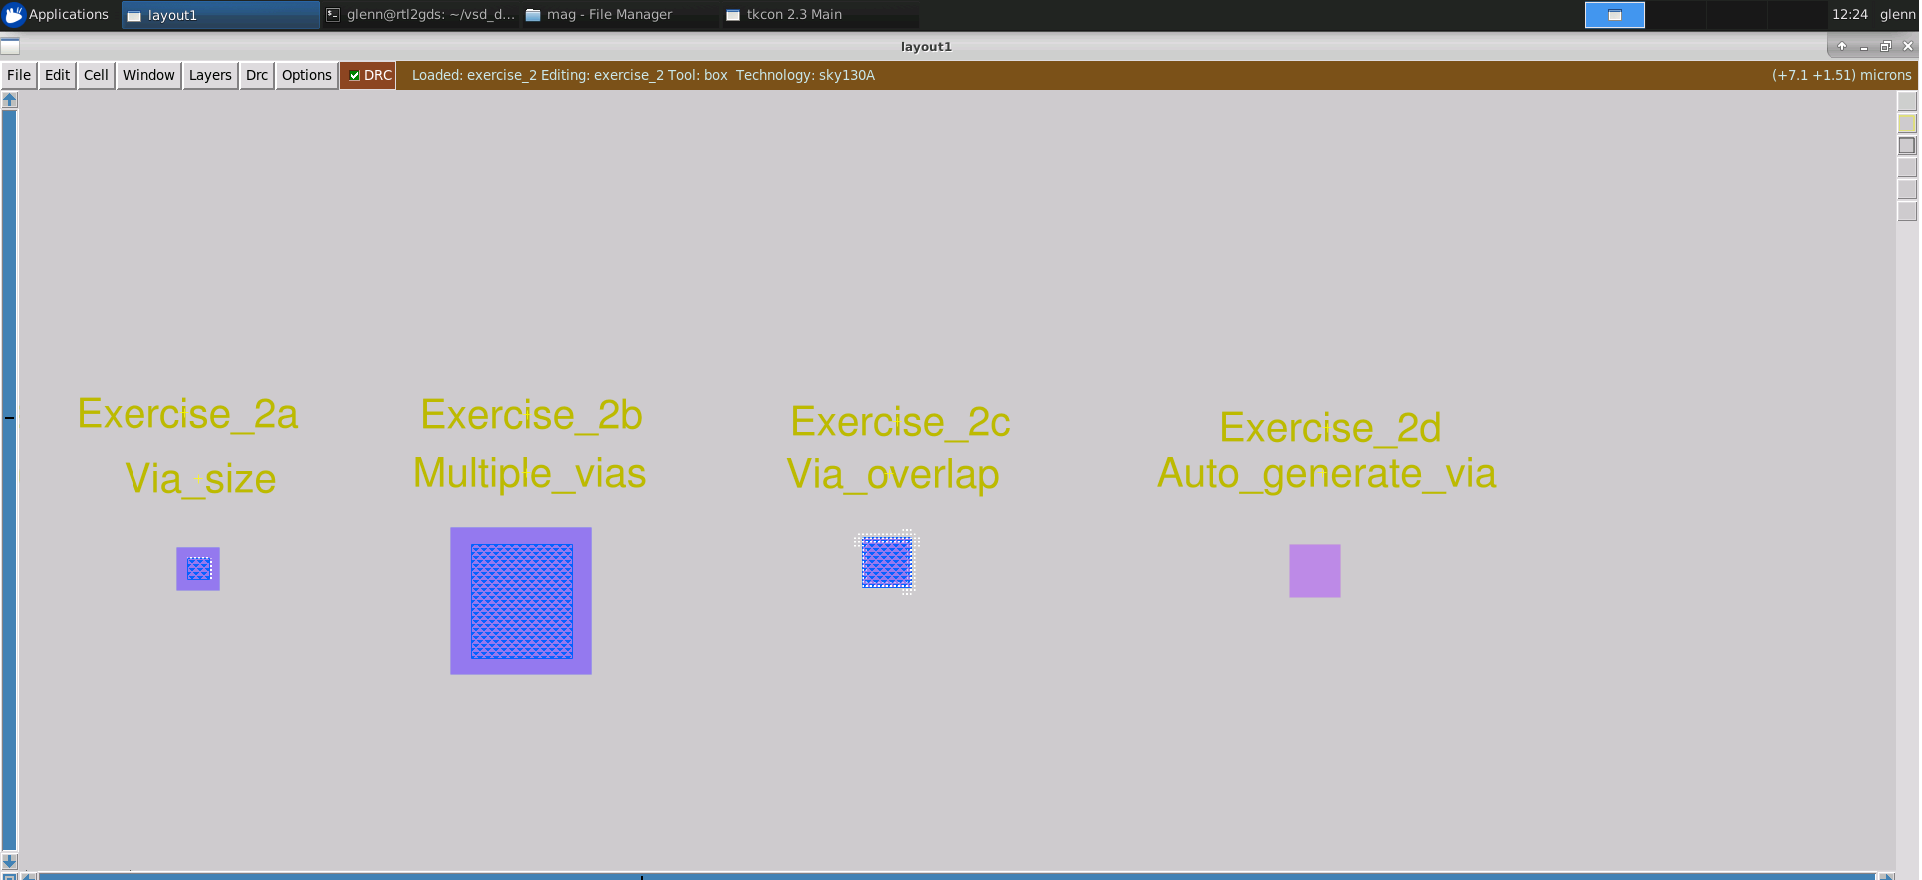 Applications layout1 glenn@rtl2gds: ~/vsd_d... mag - File Manager tkcon 2.3 Main 12:24 glenn
layout1
File Edit Cell Window Layers Drc Options DRC Loaded: exercise_2 Editing: exercise_2 Tool: box Technology: sky130A (+7.1 +1.51) microns
Exercise_2a Exercise_2b Exercise_2c Exercise_2d
Via_size Multiple_vias Via_overlap Auto_generate_via